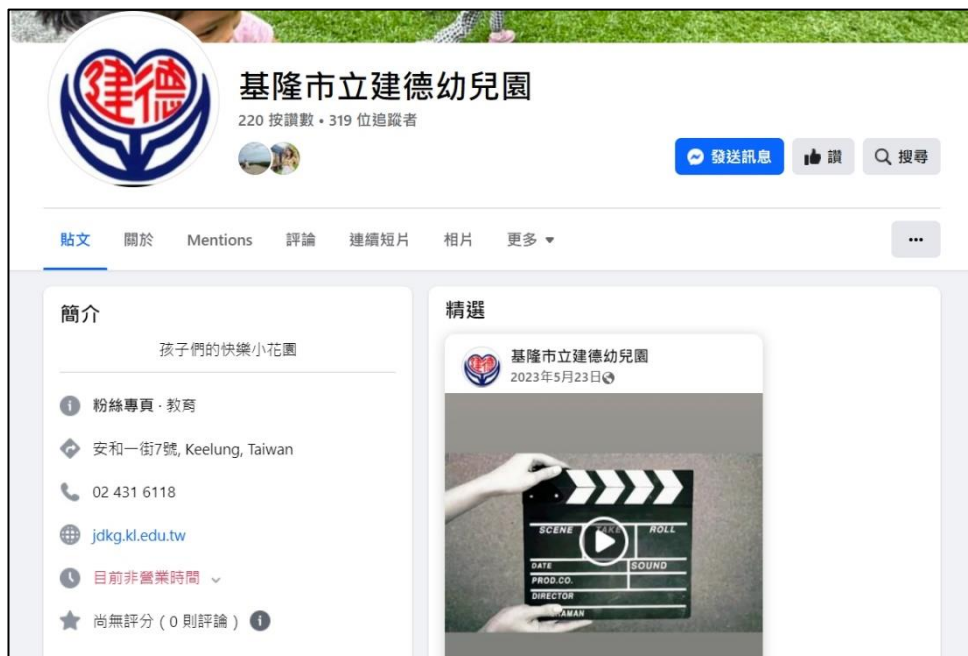 建德
基隆市立建德幼兒園
220 按讚數 • 319 位追蹤者
發送訊息
讚
搜尋
貼文
關於
Mentions
評論
連續短片
相片
更多
簡介
孩子們的快樂小花園
粉絲專頁 · 教育
安和一街7號, Keelung, Taiwan
02 431 6118
jdkg.kl.edu.tw
目前非營業時間
尚無評分 ( 0 則評論 )
精選
基隆市立建德幼兒園
2023年5月23日
SCENE TAKE ROLL
DATE SOUND
PROD.CO.
DIRECTOR